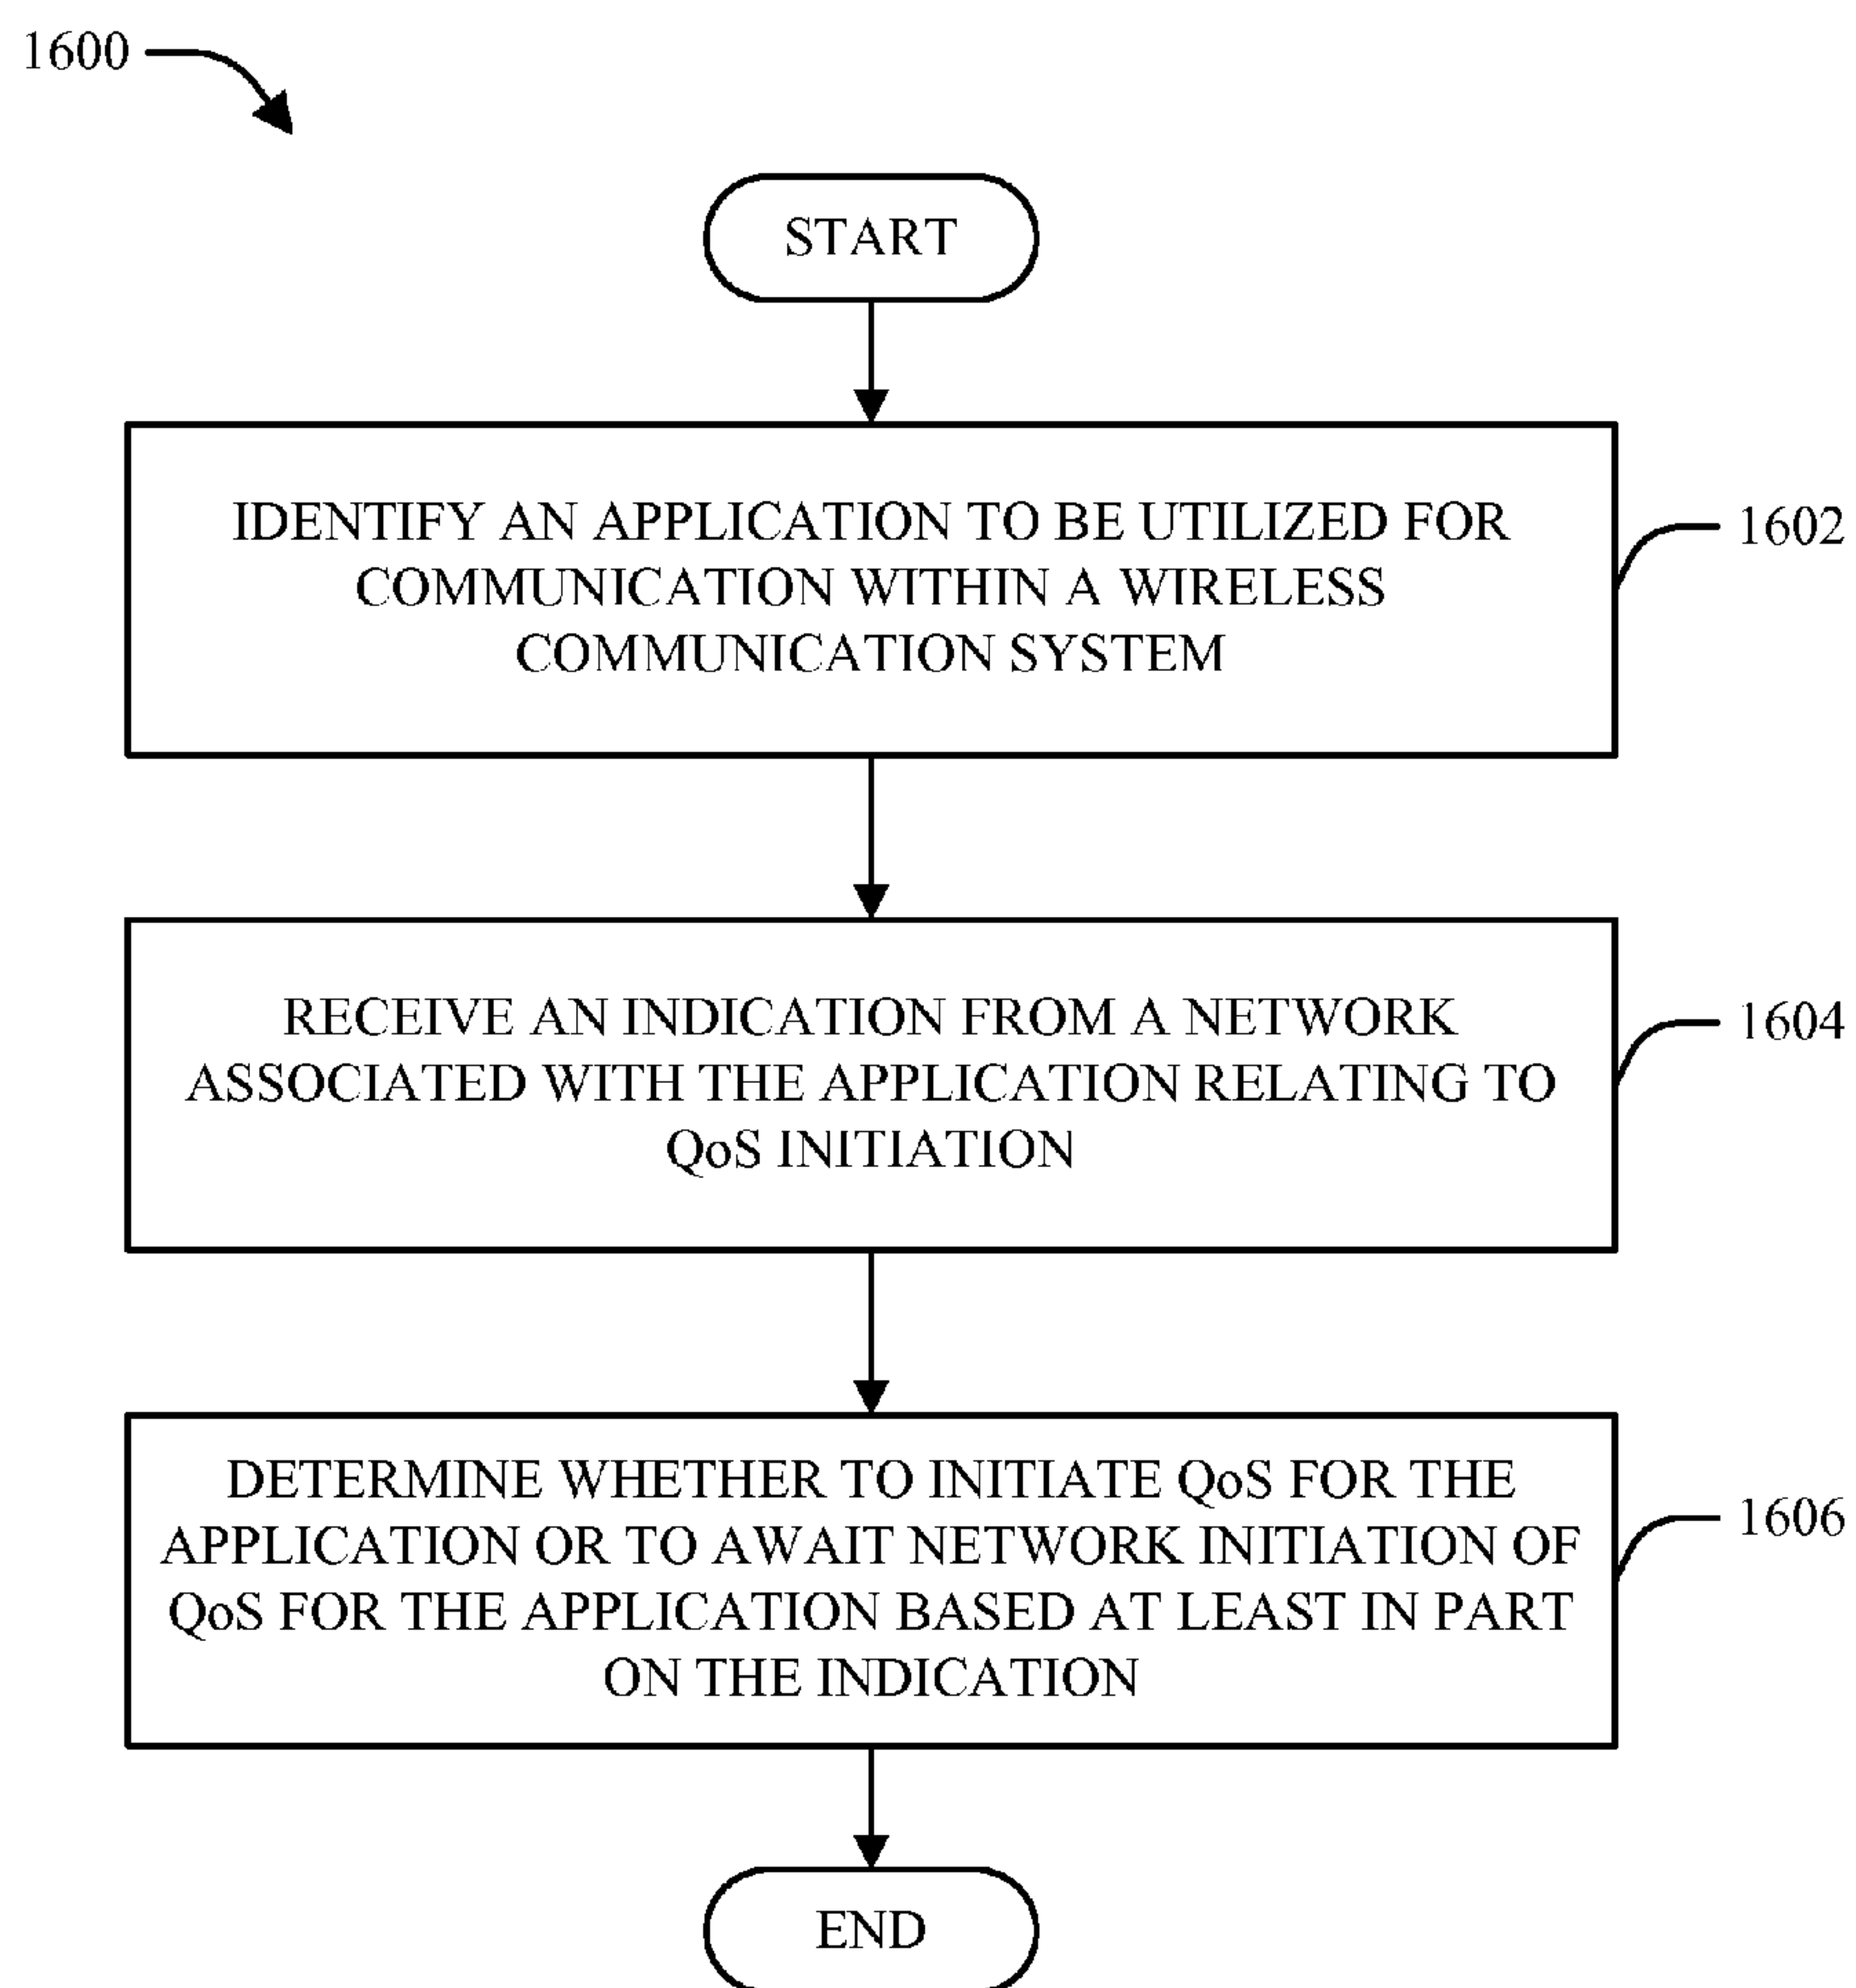 1600
START
IDENTIFY AN APPLICATION TO BE UTILIZED FOR
COMMUNICATION WITHIN A WIRELESS
COMMUNICATION SYSTEM
1602
RECEIVE AN INDICATION FROM A NETWORK
ASSOCIATED WITH THE APPLICATION RELATING TO
QoS INITIATION
1604
DETERMINE WHETHER TO INITIATE QoS FOR THE
APPLICATION OR TO AWAIT NETWORK INITIATION OF
QoS FOR THE APPLICATION BASED AT LEAST IN PART
ON THE INDICATION
1606
END